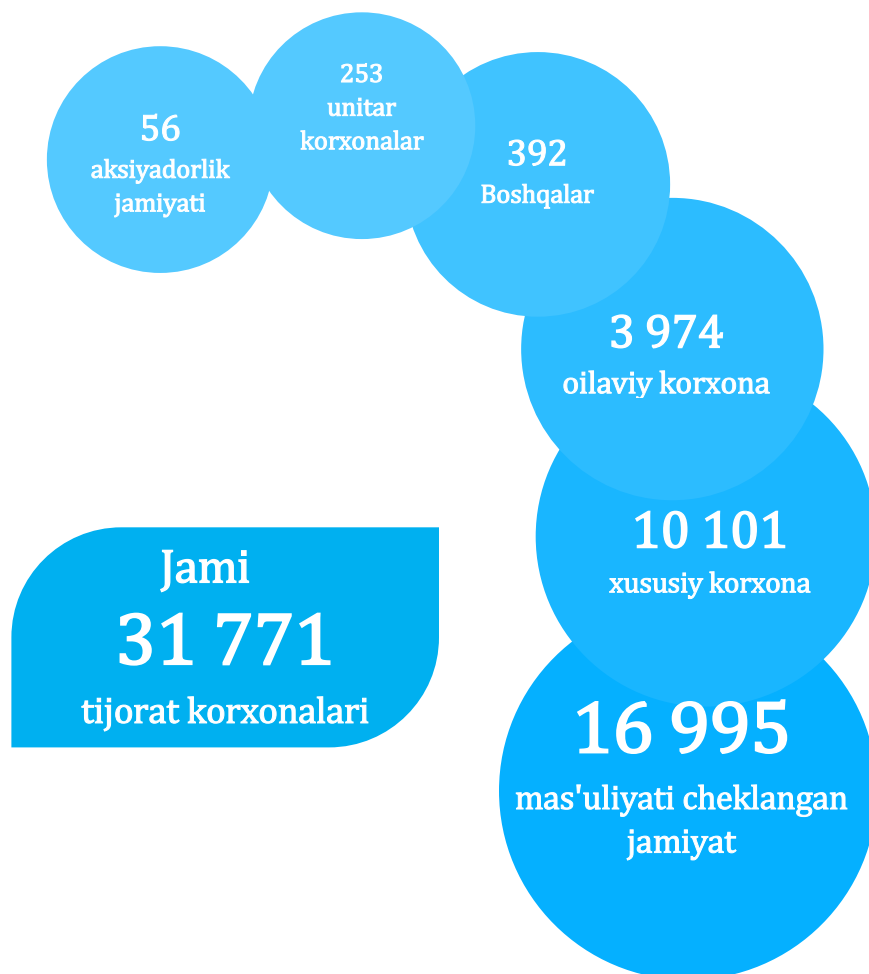 56
aksiyadorlik
jamiyati
253
unitar
korxonalar
392
Boshqalar
3 974
oilaviy korxona
10 101
xususiy korxona
Jami
31 771
tijorat korxonalari
16 995
mas'uliyati cheklangan
jamiyat